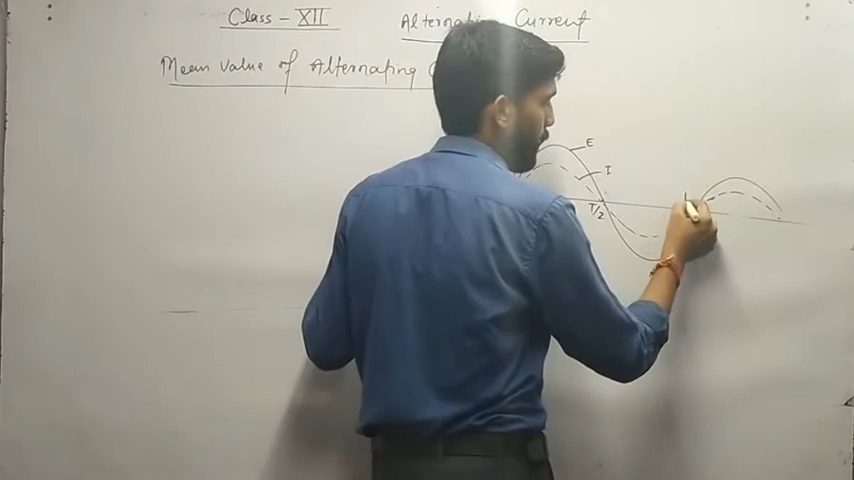 Class - XII Alternating Current
Mean value of Alternating
E
I
T/2